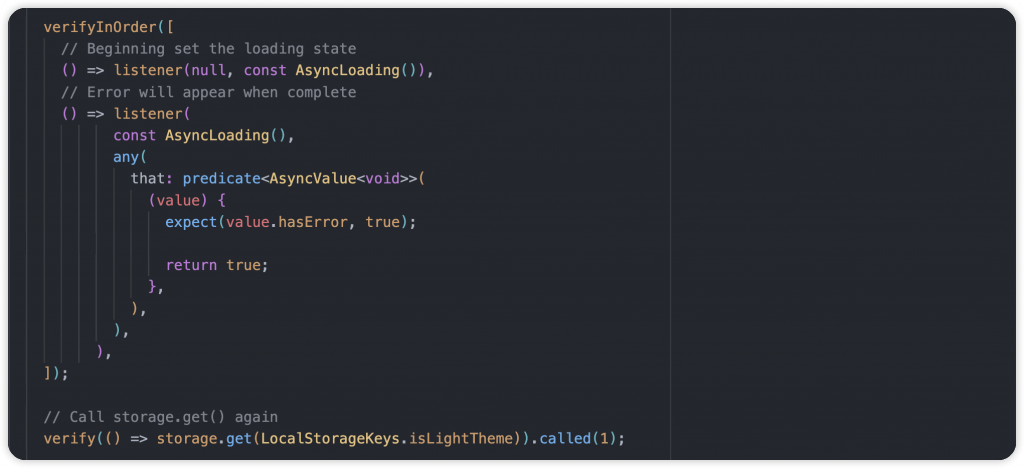 verifyInOrder([
  // Beginning set the loading state
  () => listener(null, const AsyncLoading()),
  // Error will appear when complete
  () => listener(
        const AsyncLoading(),
        any(
          that: predicate<AsyncValue<void>>(
            (value) {
              expect(value.hasError, true);

              return true;
            },
          ),
        ),
      ),
]);

// Call storage.get() again
verify(() => storage.get(LocalStorageKeys.isLightTheme)).called(1);